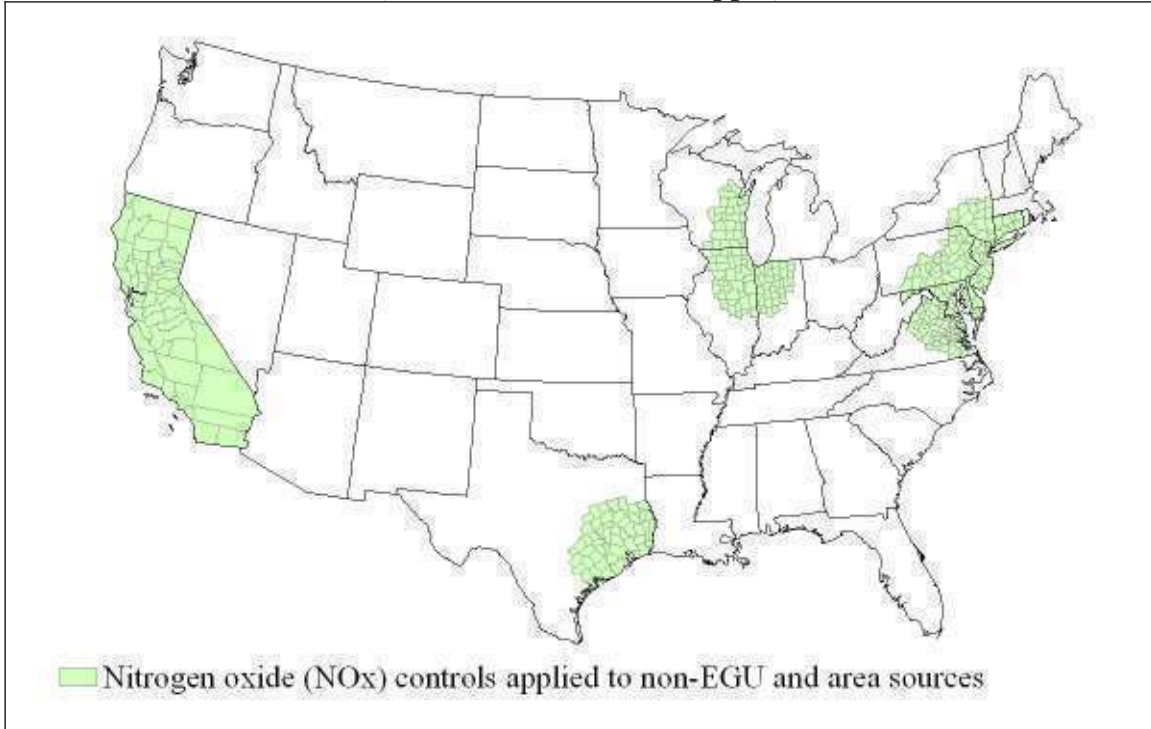 Nitrogen oxide (NOx) controls applied to non-EGU and area sources